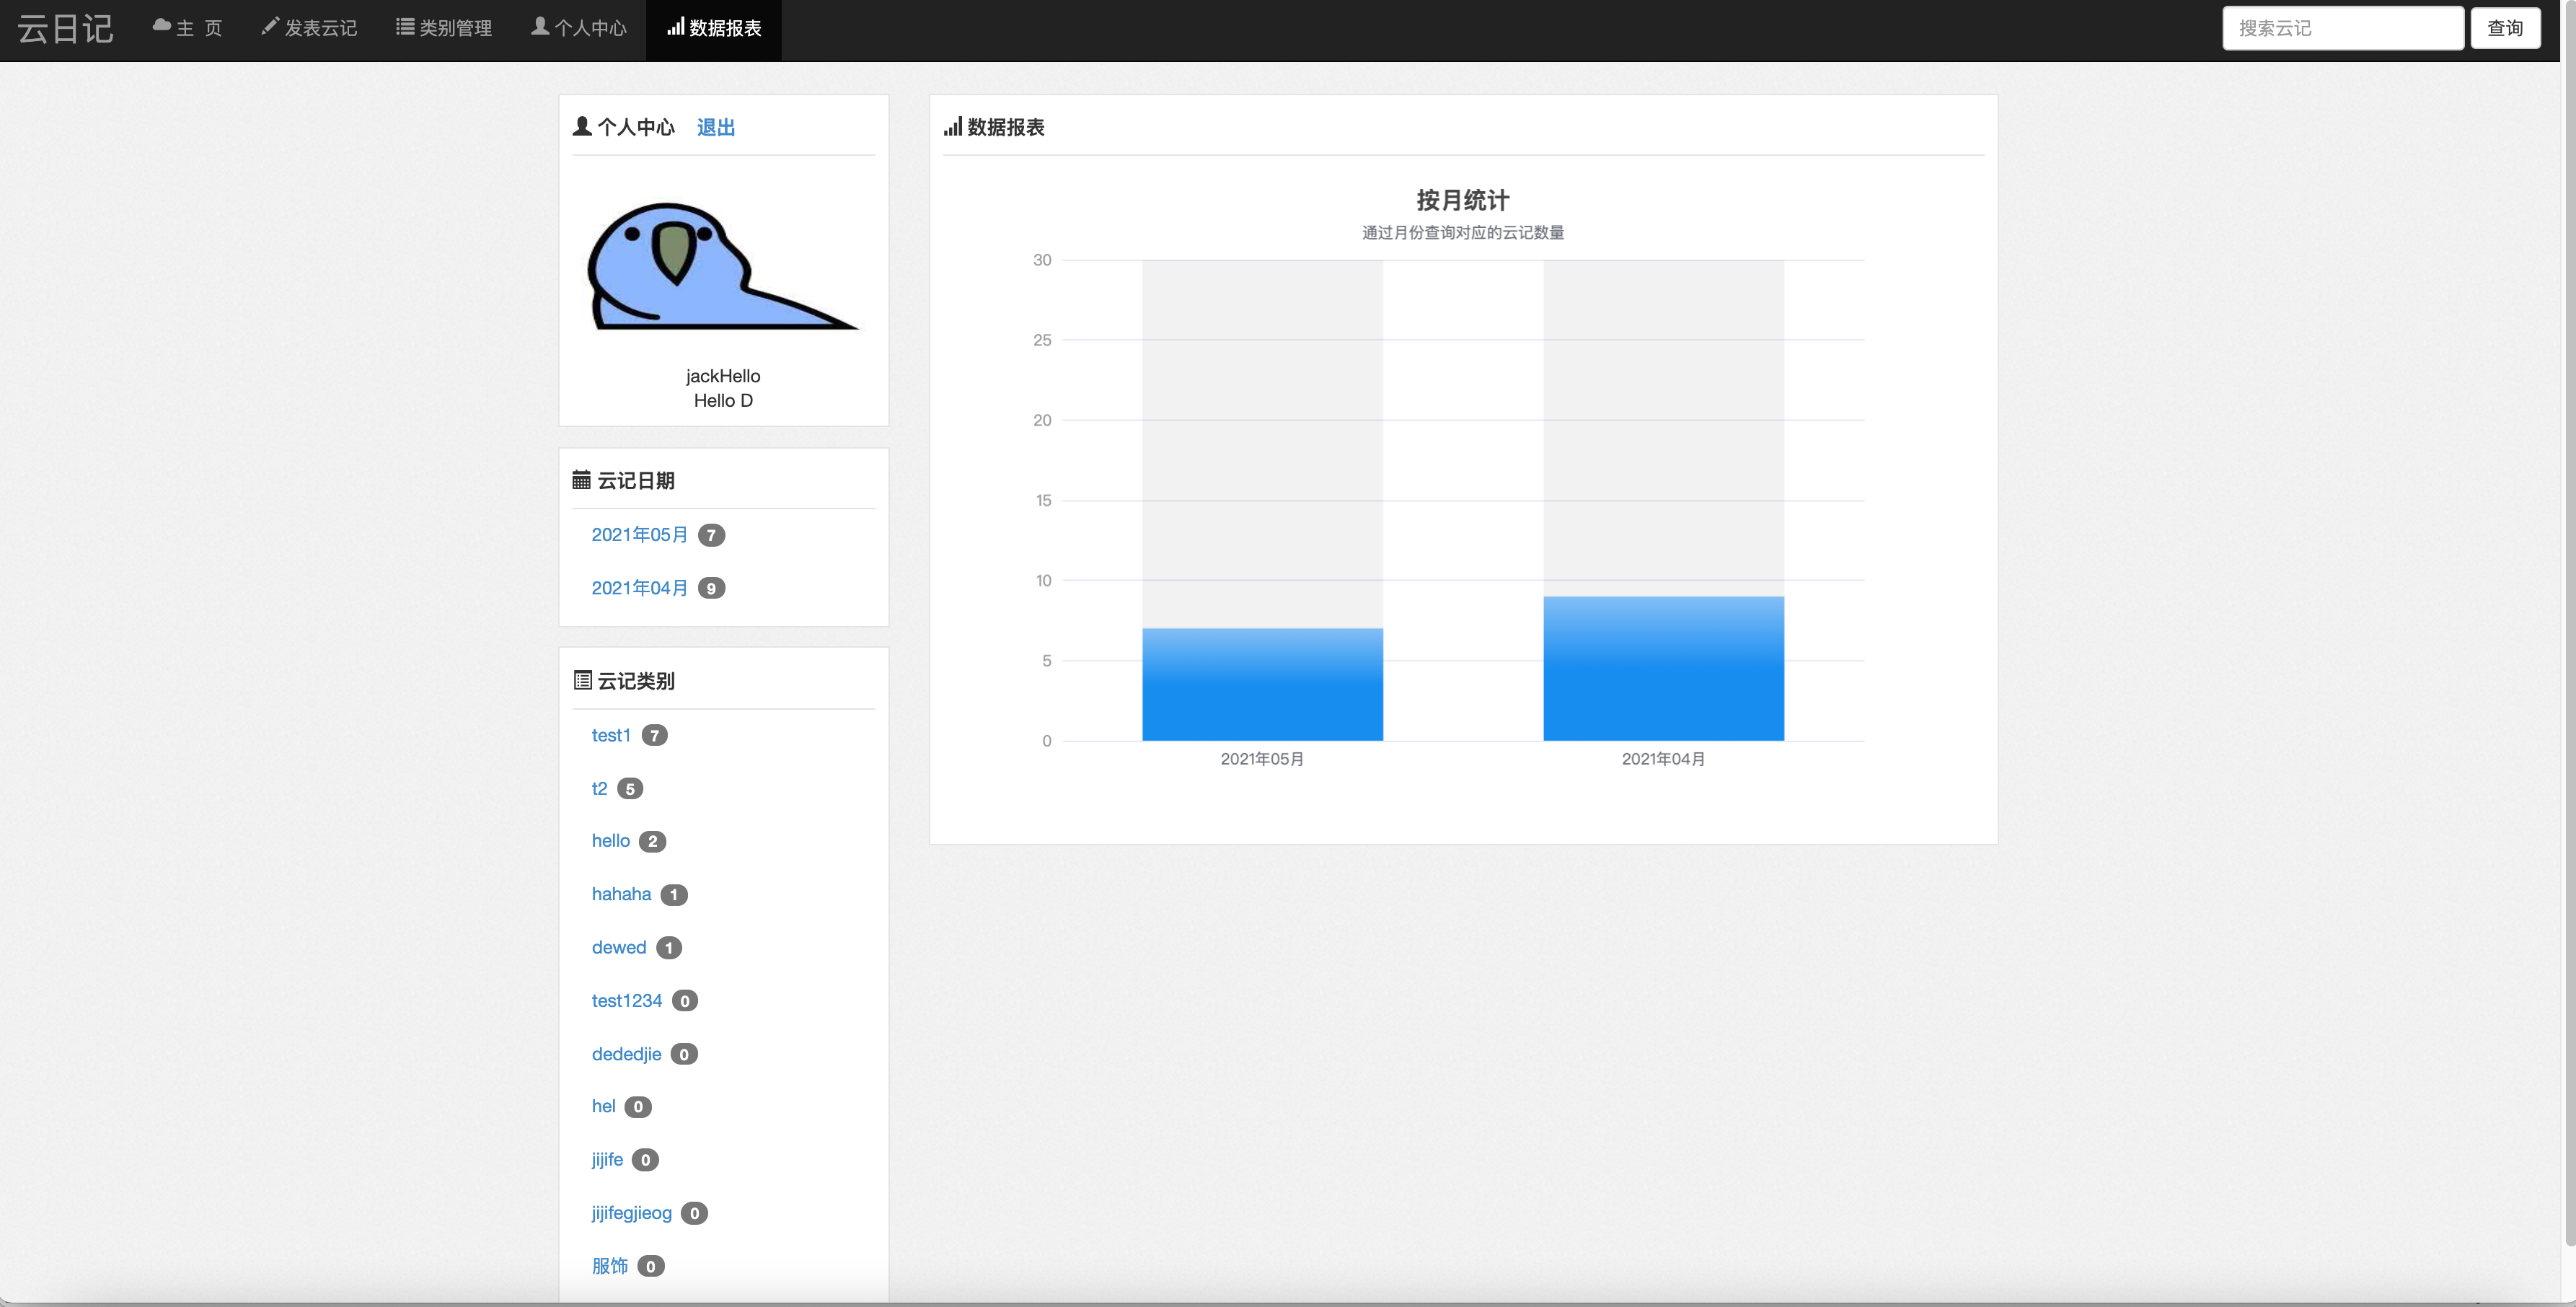 云日记 主 页 发表云记 类别管理 个人中心 数据报表 搜索云记 查询
个人中心 退出
jackHello
Hello D
云记日期
2021年05月 7
2021年04月 9
云记类别
test1 7
t2 5
hello 2
hahaha 1
dewed 1
test1234 0
dededjie 0
hel 0
jijife 0
jijifegjieog 0
服饰 0
数据报表
按月统计
通过月份查询对应的云记数量
30
25
20
15
10
5
0
2021年05月 2021年04月